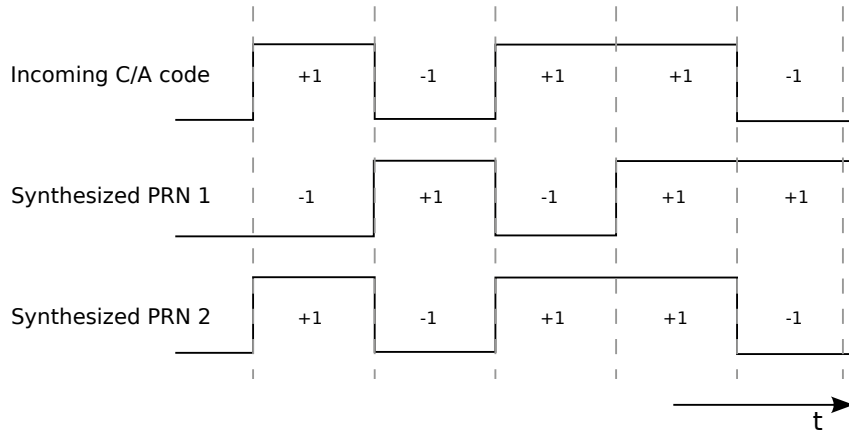 Incoming C/A code +1 -1 +1 +1 -1
Synthesized PRN 1 -1 +1 -1 +1 +1
Synthesized PRN 2 +1 -1 +1 +1 -1
t